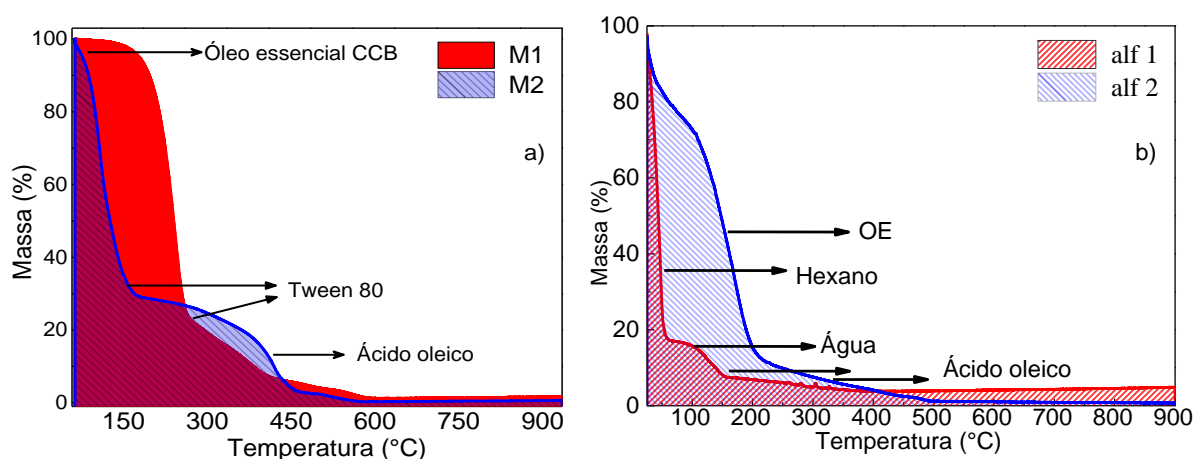 100
80
60
40
20
0
Massa (%)
Óleo essencial CCB
M1
M2
a)
Tween 80
Ácido oleico
150 300 450 600 750 900
Temperatura (°C)
100
80
60
40
20
0
Massa (%)
alf 1
alf 2
b)
OE
Hexano
Água
Ácido oleico
100 200 300 400 500 600 700 800 900
Temperatura (°C)